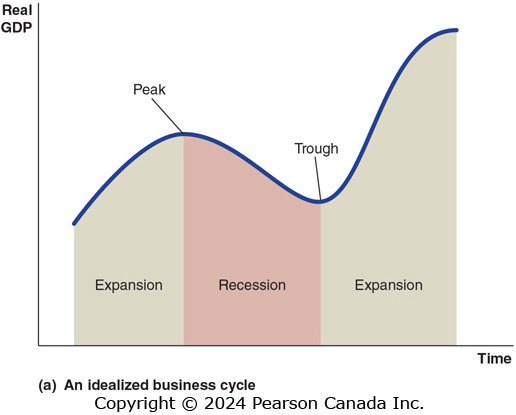 Real
GDP
Peak
Trough
Expansion
Recession
Expansion
Time
(a) An idealized business cycle
Copyright © 2024 Pearson Canada Inc.